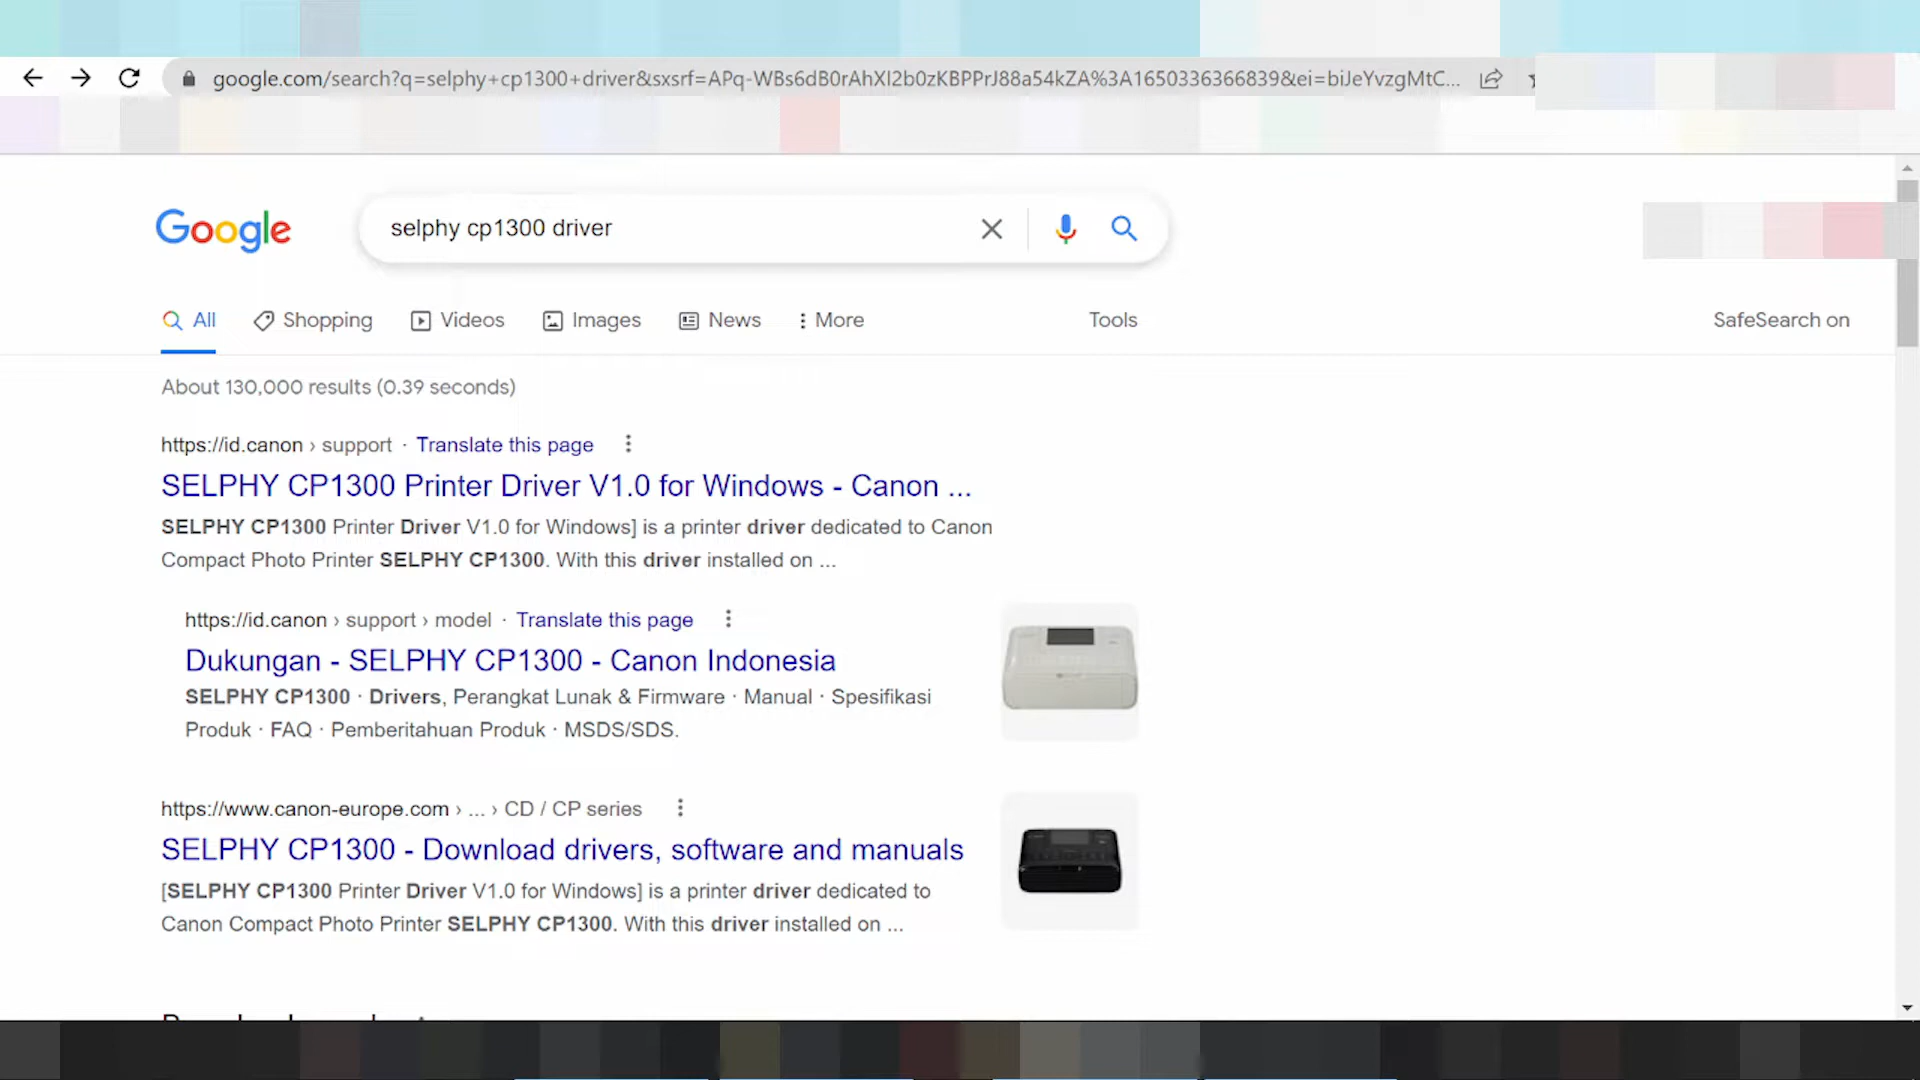 google.com/search?q=selphy+cp1300+driver&sxsrf=APq-WBs6dB0rAhXI2b0zKBPPrJ88a54kZA%3A1650336366839&ei=biJeYvzgMtC...
Google
selphy cp1300 driver
All Shopping Videos Images News More Tools SafeSearch on
About 130,000 results (0.39 seconds)
https://id.canon › support · Translate this page
SELPHY CP1300 Printer Driver V1.0 for Windows - Canon ...
SELPHY CP1300 Printer Driver V1.0 for Windows] is a printer driver dedicated to Canon
Compact Photo Printer SELPHY CP1300. With this driver installed on ...
https://id.canon › support › model · Translate this page
Dukungan - SELPHY CP1300 - Canon Indonesia
SELPHY CP1300 · Drivers, Perangkat Lunak & Firmware · Manual · Spesifikasi
Produk · FAQ · Pemberitahuan Produk · MSDS/SDS.
https://www.canon-europe.com › ... › CD / CP series
SELPHY CP1300 - Download drivers, software and manuals
[SELPHY CP1300 Printer Driver V1.0 for Windows] is a printer driver dedicated to
Canon Compact Photo Printer SELPHY CP1300. With this driver installed on ...